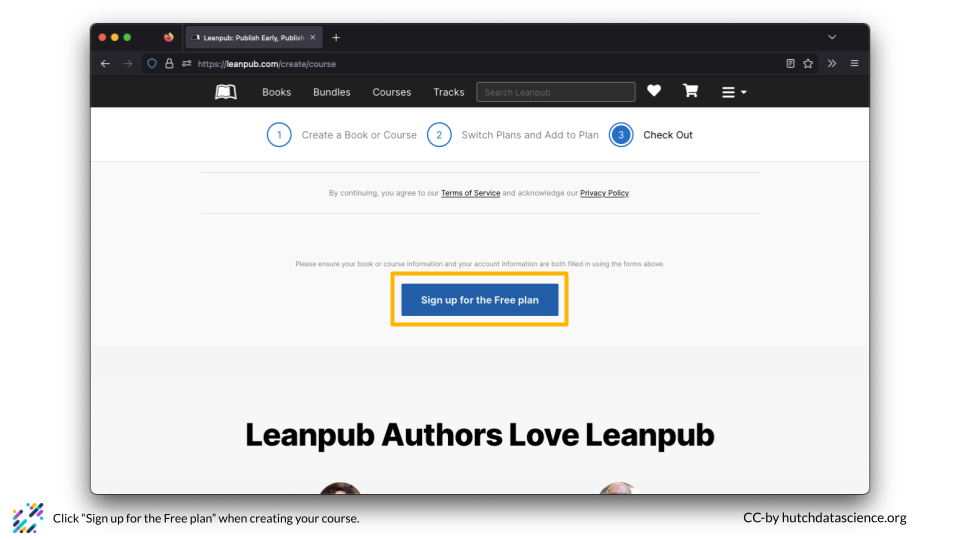 Leanpub: Publish Early, Publish
https://leanpub.com/create/course
Books Bundles Courses Tracks Search Leanpub
1 Create a Book or Course 2 Switch Plans and Add to Plan 3 Check Out
By continuing, you agree to our Terms of Service and acknowledge our Privacy Policy.
Please ensure your book or course information and your account information are both filled in using the forms above.
Sign up for the Free plan
Leanpub Authors Love Leanpub
Click “Sign up for the Free plan” when creating your course.
CC-by hutchdatascience.org